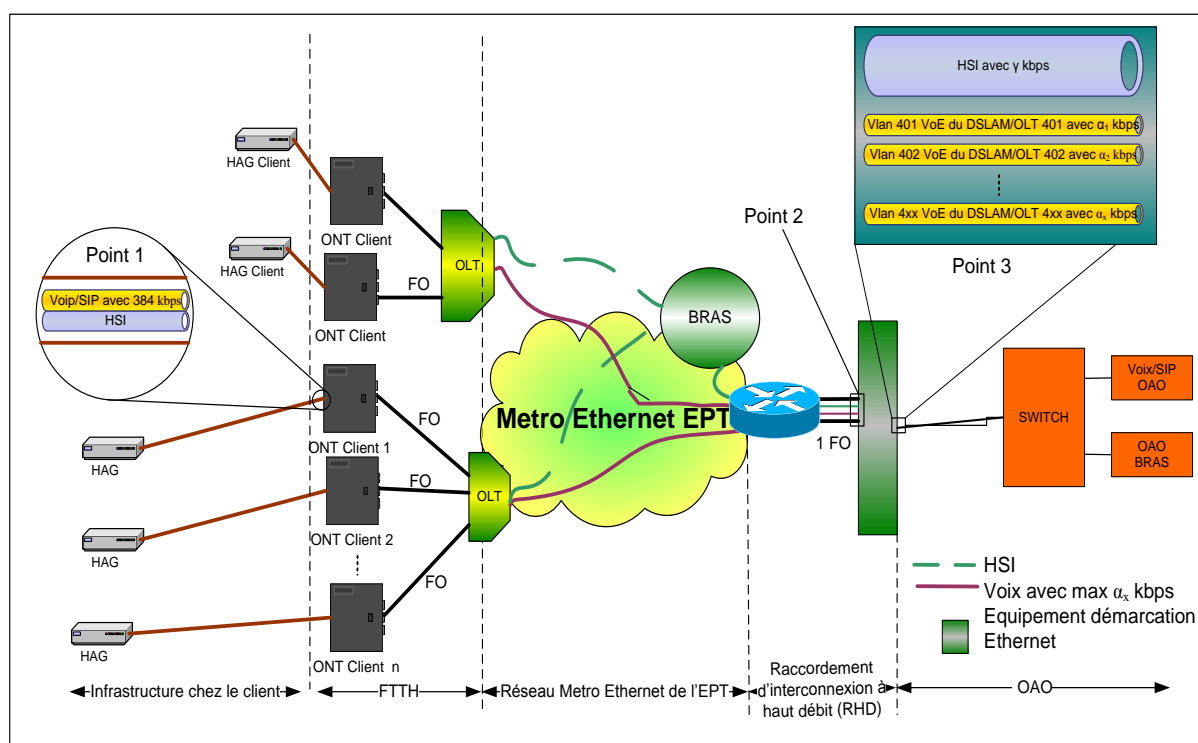 HSI avec γ kbps
Vlan 401 VoE du DSLAM/OLT 401 avec α1 kbps
Vlan 402 VoE du DSLAM/OLT 402 avec α2 kbps
Vlan 4xx VoE du DSLAM/OLT 4xx avec αx kbps
HAG Client
ONT Client
HAG Client
ONT Client
FO
OLT
Point 1
Voip/SIP avec 384 kbps
HSI
BRAS
Point 2
Point 3
Metro Ethernet EPT
1 FO
SWITCH
Voix/SIP
OAO
OAO
BRAS
HAG
ONT Client 1
FO
FO
OLT
HAG
ONT Client 2
FO
HAG
ONT Client n
HSI
Voix avec max αx kbps
Equipement démarcation
Ethernet
Infrastructure chez le client
FTTH
Réseau Metro Ethernet de l'EPT
Raccordement
d'interconnexion à
haut débit (RHD)
OAO